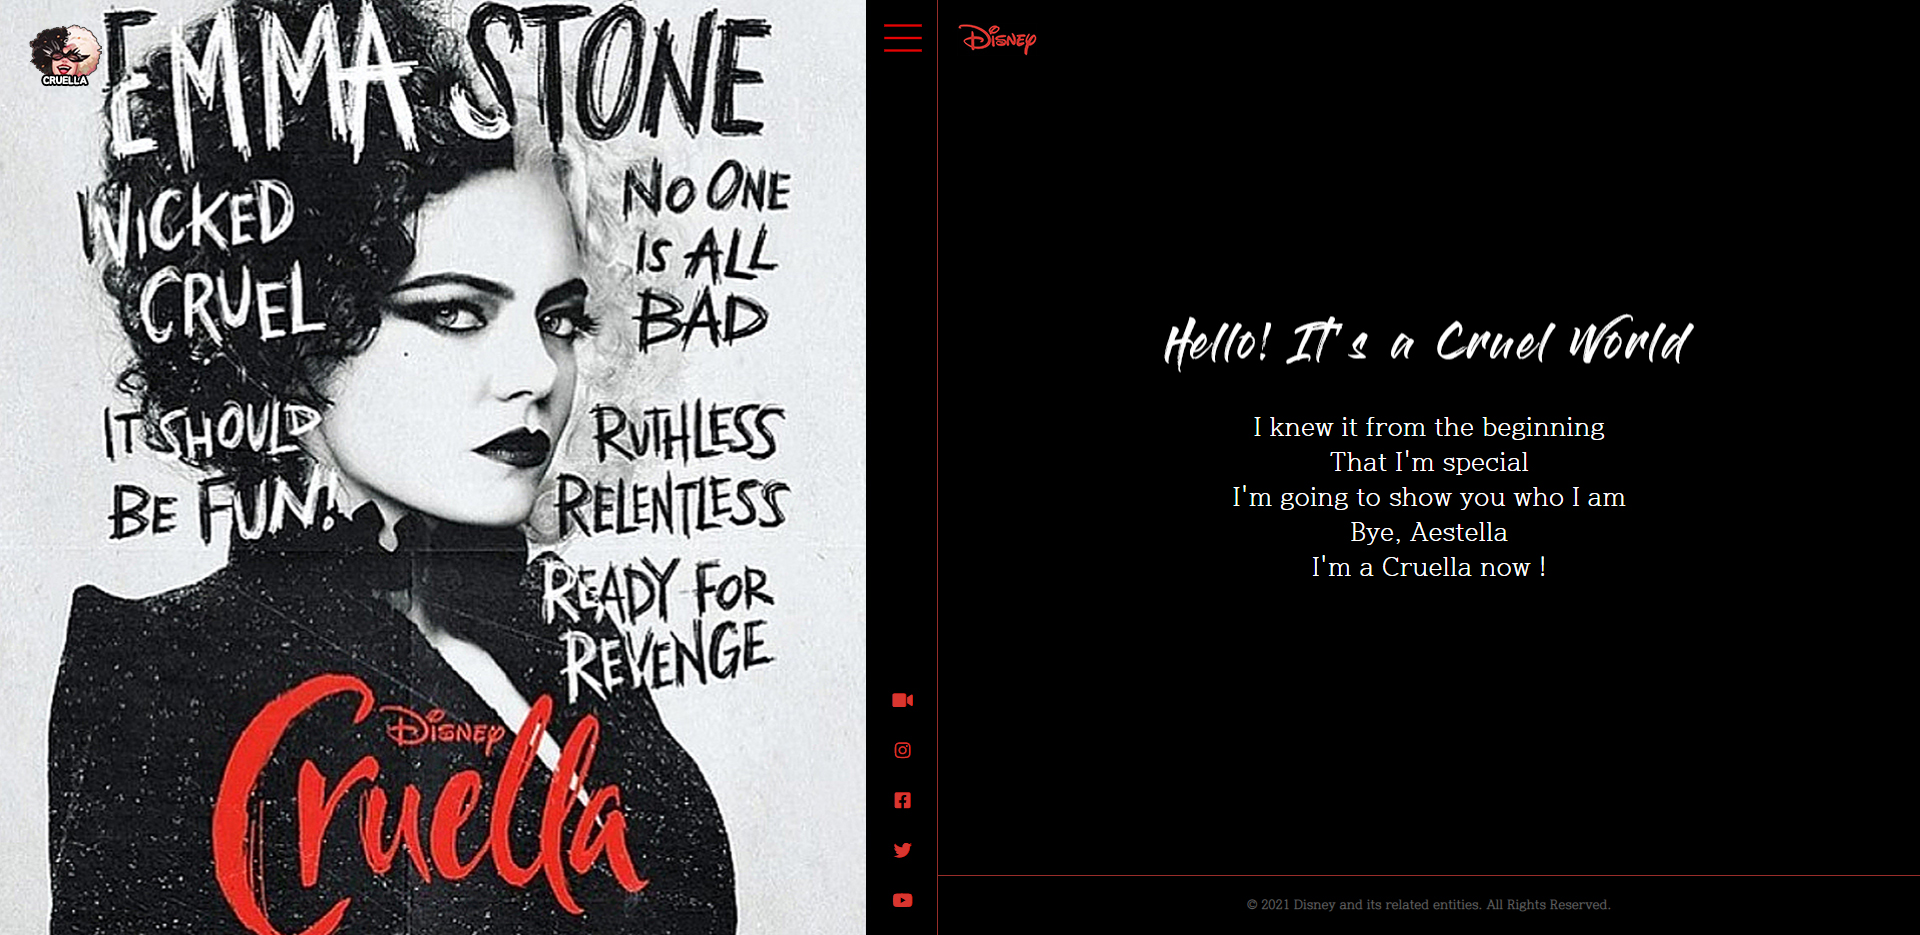 EMMA STONE
CRUELLA
WICKED
CRUEL
NO ONE
IS ALL
BAD
IT SHOULD
BE FUN!
RUTHLESS
RELENTLESS
READY FOR
REVENGE
DISNEY
Cruella
Disney
Hello! It's a Cruel World
I knew it from the beginning
That I'm special
I'm going to show you who I am
Bye, Aestella
I'm a Cruella now !
© 2021 Disney and its related entities. All Rights Reserved.